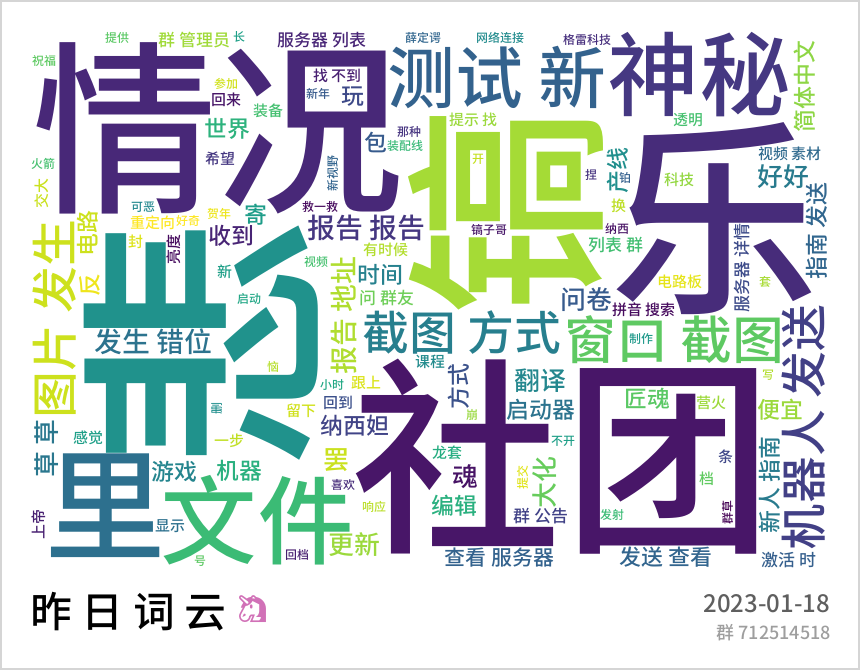 祝福
提供
群 管理员
长
服务器 列表
薛定谔
网络连接
格雷科技
情况
测试 新
神秘
简体中文
参加
回来
找 不到
新年
玩
装备
世界
希望
包
那种
装配线
提示 找
镐
透明
乐
视频 素材
好好
火箭
交大
新视野
开
捏
产线
铝
科技
换
可恶
贺年
重定向
好奇
寄
救一救
报告 报告
镐子哥
纳西
列表 群
服务器 详情
指南 发送
图片 发生
电路
反
封
亮度
收到
有时候
新
视频
启动
报告 地址
时间
问 群友
问卷
电路板
套
拼音 搜索
发生 错位
截图 方式
窗口 截图
制作
机器人 发送
恼
小时
课程
跟上
方式
翻译
写
匠魂
营火
便宜
留下
回到
启动器
崩
社团
草 草
感觉
一步
纳西妲
罢
龙套
不开
里
游戏
机器
喜欢
魂
提交
大化
条
档
新人 指南
上帝
显示
文件
响应
编辑
群 公告
发射
群草
号
回档
更新
查看 服务器
发送 查看
激活 时
昨日词云
2023-01-18
群 712514518